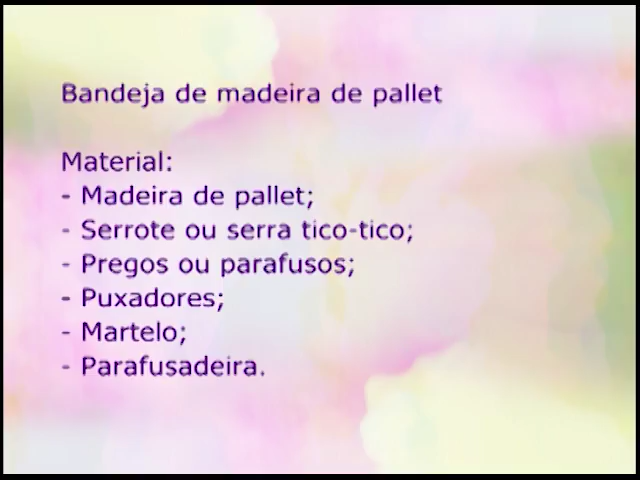 Bandeja de madeira de pallet
Material:
- Madeira de pallet;
- Serrote ou serra tico-tico;
- Pregos ou parafusos;
- Puxadores;
- Martelo;
- Parafusadeira.